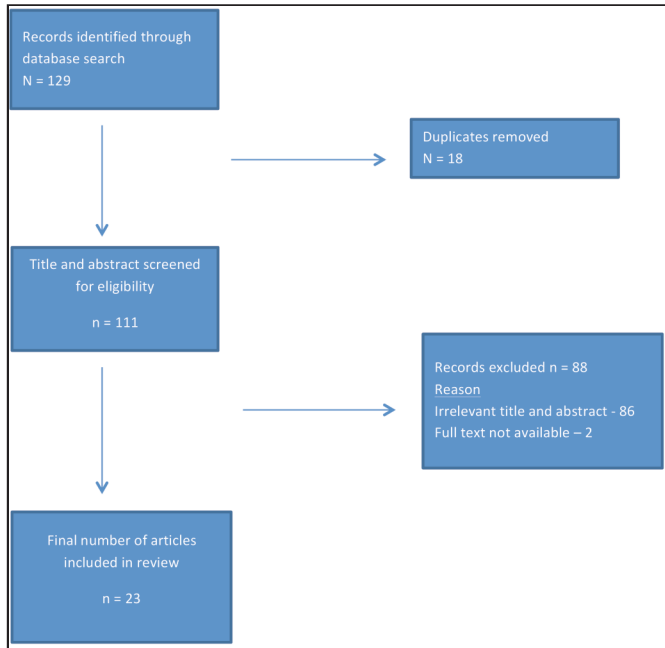 Records identified through
database search
N = 129
Duplicates removed
N = 18
Title and abstract screened
for eligibility
n = 111
Records excluded n = 88
Reason
Irrelevant title and abstract - 86
Full text not available – 2
Final number of articles
included in review
n = 23